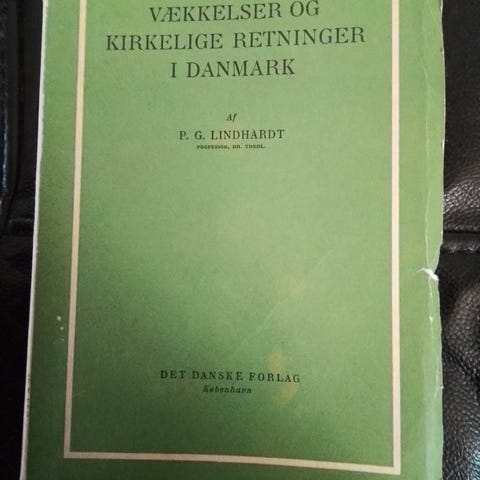 VÆKKELSER OG
KIRKELIGE RETNINGER
I DANMARK
Af
P. G. LINDHARDT
PROFESSOR, DR. THEOL.
DET DANSKE FORLAG
København